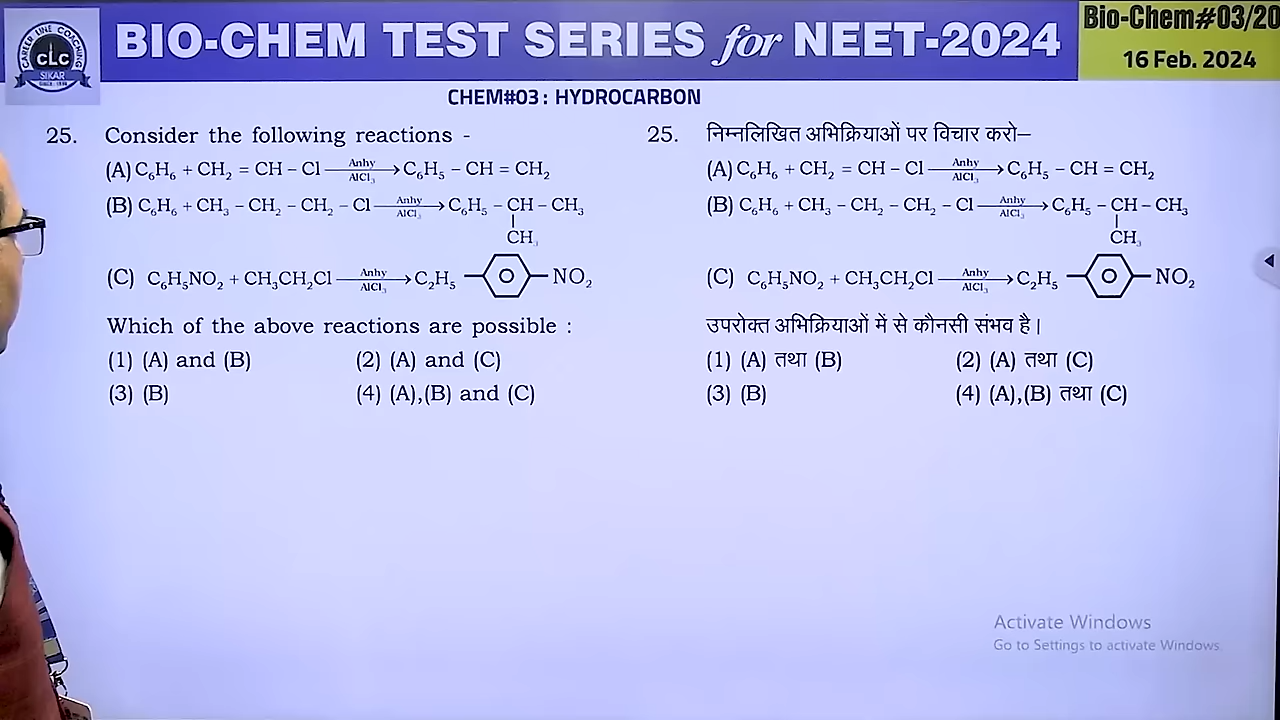 CAREER LINE COACHING
CLC
SIKAR
BIO-CHEM TEST SERIES for NEET-2024
Bio-Chem#03/20
16 Feb. 2024
CHEM#03 : HYDROCARBON
25. Consider the following reactions -
(A) C₆H₆ + CH₂ = CH – Cl Anhy AlCl₃ → C₆H₅ – CH = CH₂
(B) C₆H₆ + CH₃ – CH₂ – CH₂ – Cl Anhy AlCl₃ → C₆H₅ – CH – CH₃
|
CH₃
(C) C₆H₅NO₂ + CH₃CH₂Cl Anhy AlCl₃ → C₂H₅ – – NO₂
Which of the above reactions are possible :
(1) (A) and (B) (2) (A) and (C)
(3) (B) (4) (A),(B) and (C)
25. निम्नलिखित अभिक्रियाओं पर विचार करो–
(A) C₆H₆ + CH₂ = CH – Cl Anhy AlCl₃ → C₆H₅ – CH = CH₂
(B) C₆H₆ + CH₃ – CH₂ – CH₂ – Cl Anhy AlCl₃ → C₆H₅ – CH – CH₃
|
CH₃
(C) C₆H₅NO₂ + CH₃CH₂Cl Anhy AlCl₃ → C₂H₅ – – NO₂
उपरोक्त अभिक्रियाओं में से कौनसी संभव है।
(1) (A) तथा (B) (2) (A) तथा (C)
(3) (B) (4) (A),(B) तथा (C)
Activate Windows
Go to Settings to activate Windows.